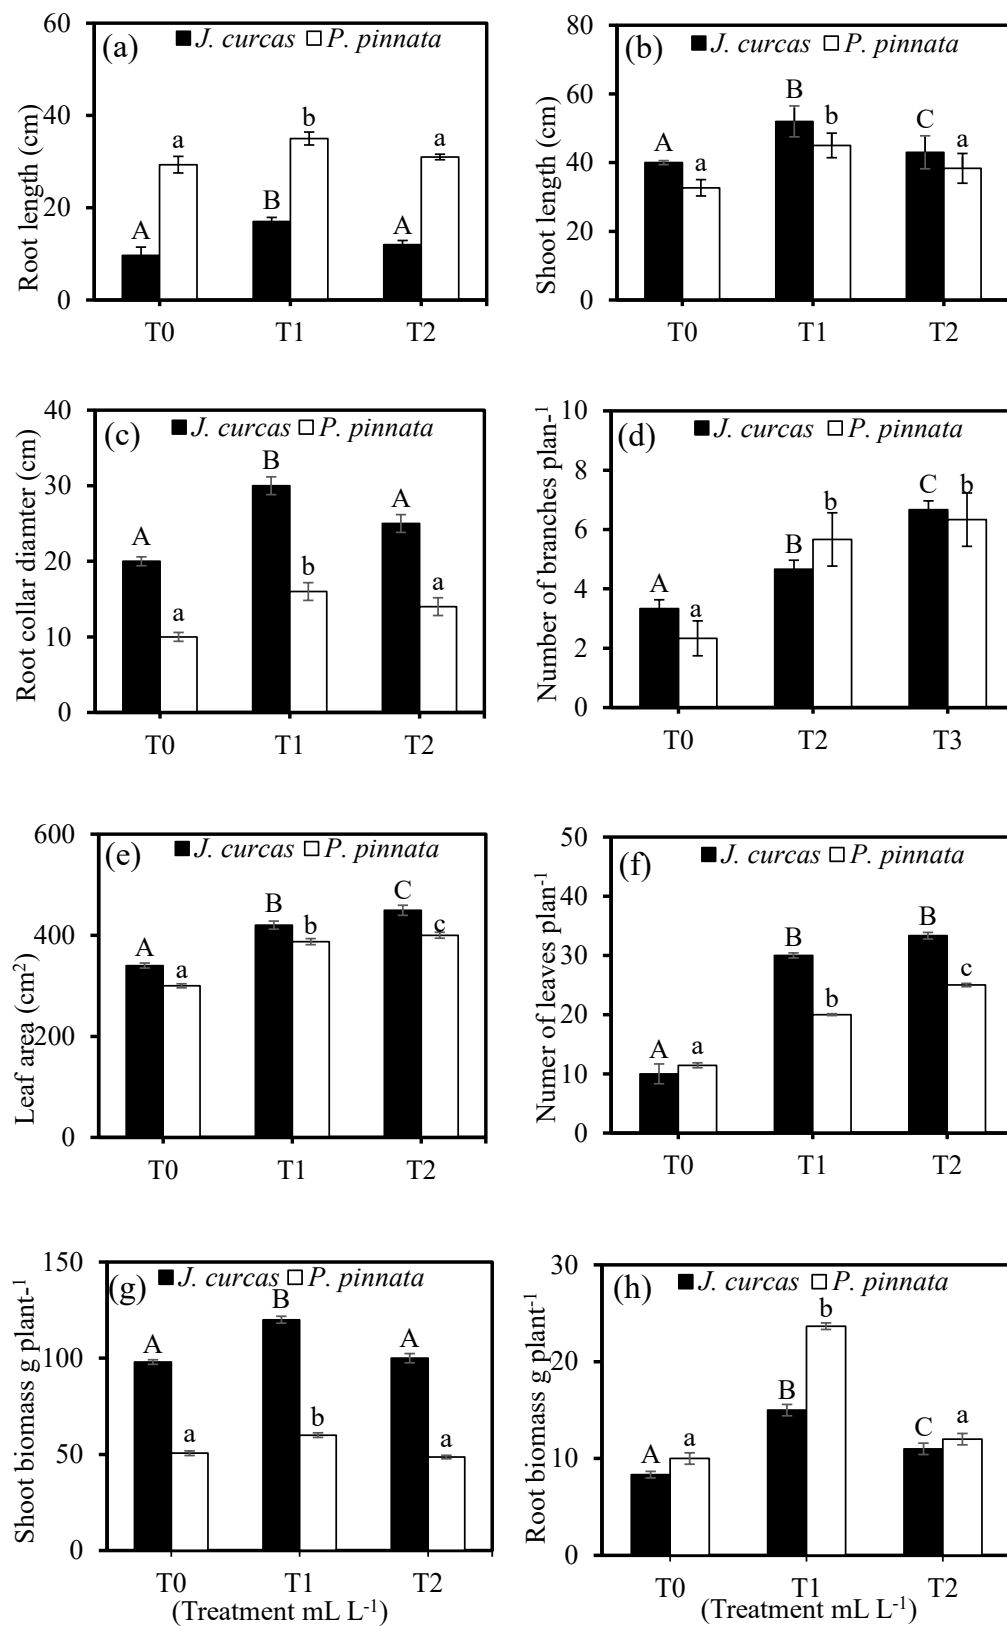 (a)
J. curcas P. pinnata
Root length (cm)
60
40
20
0
A a B b A a
T0 T1 T2
(b)
J. curcas P. pinnata
Shoot length (cm)
80
60
40
20
0
A a B b C a
T0 T1 T2
(c)
J. curcas P. pinnata
Root collar diamter (cm)
40
30
20
10
0
A a B b A a
T0 T1 T2
(d)
J. curcas P. pinnata
Number of branches plan-1
10
8
6
4
2
0
A a B b C b
T0 T2 T3
(e)
J. curcas P. pinnata
Leaf area (cm2)
600
400
200
0
A a B b C c
T0 T1 T2
(f)
J. curcas P. pinnata
Numer of leaves plan-1
50
40
30
20
10
0
A a B b B c
T0 T1 T2
(g)
J. curcas P. pinnata
Shoot biomass g plant-1
150
100
50
0
A a B b A a
T0 T1 T2
(Treatment mL L-1)
(h)
J. curcas P. pinnata
Root biomass g plant-1
30
20
10
0
A a B b C a
T0 T1 T2
(Treatment mL L-1)